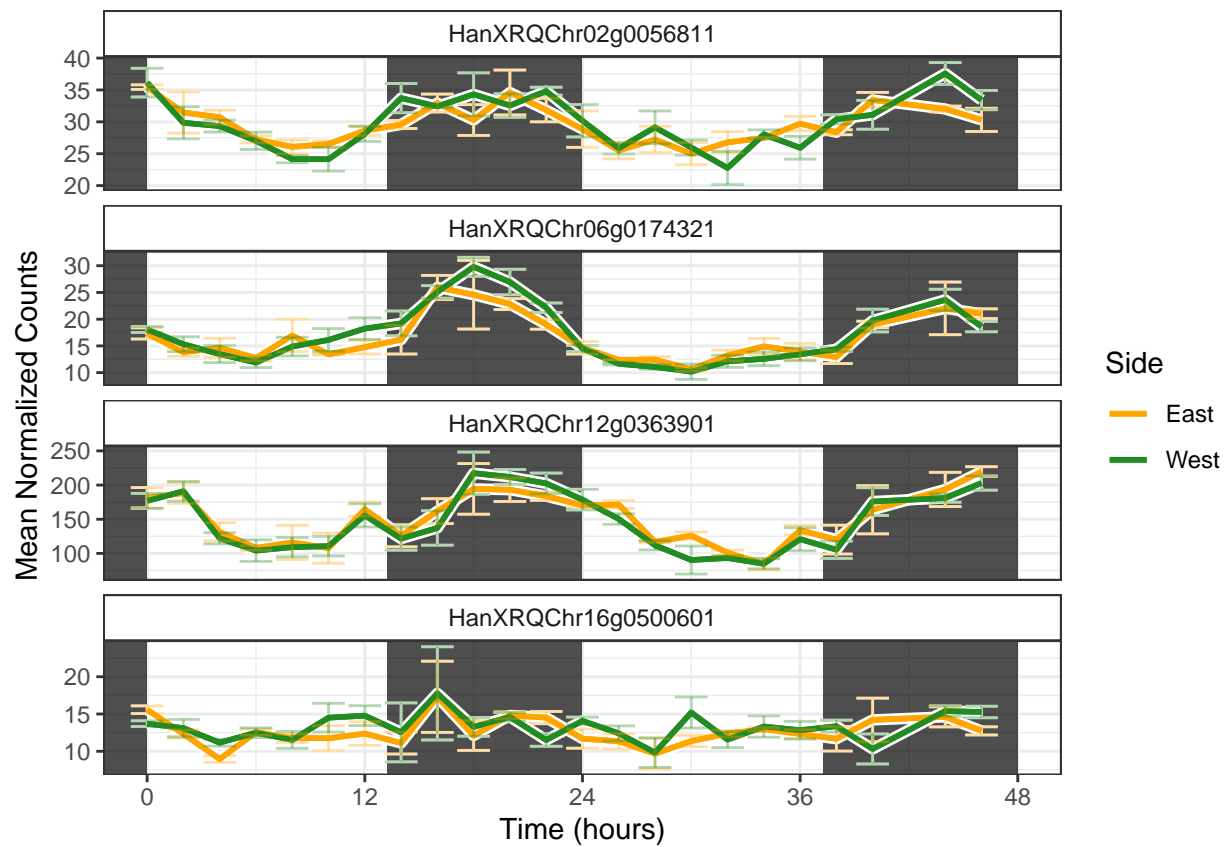 HanXRQChr02g0056811
40
35
30
25
20
HanXRQChr06g0174321
30
25
20
15
10
HanXRQChr12g0363901
250
200
150
100
HanXRQChr16g0500601
20
15
10
0 12 24 36 48
Time (hours)
Mean Normalized Counts
Side
East
West